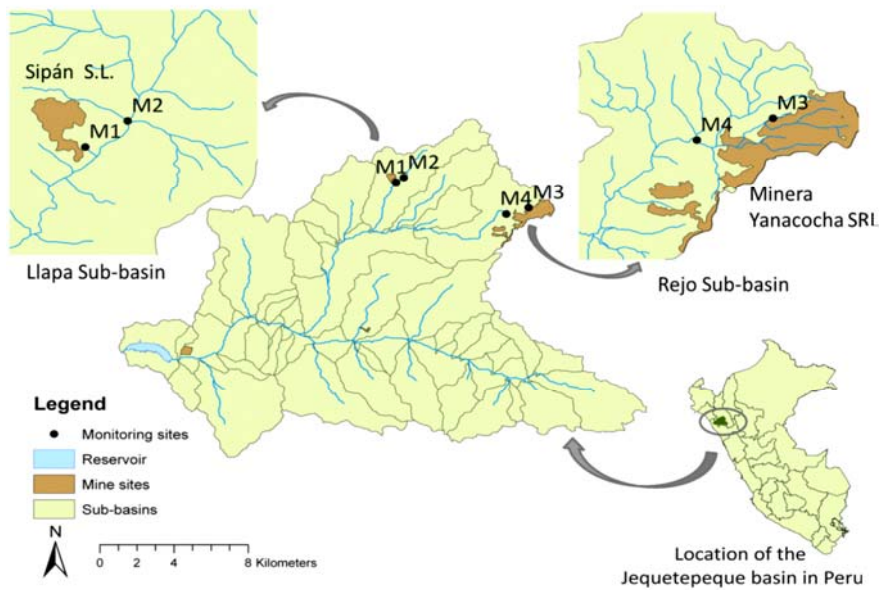 Sipán S.L.
M2
M1
Llapa Sub-basin
M3
M4
Minera
Yanacocha SRL
Rejo Sub-basin
M1
M2
M4
M3
Legend
Monitoring sites
Reservoir
Mine sites
Sub-basins
N
0 2 4 8 Kilometers
Location of the
Jequetepeque basin in Peru